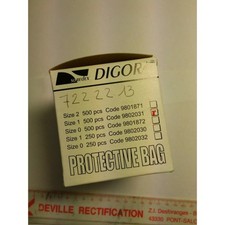 DIGOR
7222213
Size 2 500 pcs Code 9801871
Size 1 500 pcs Code 9802031
Size 0 500 pcs Code 9801872
Size 1 250 pcs Code 9802030
Size 0 250 pcs Code 9802032
PROTECTIVE BAG
DEVILLE RECTIFICATION